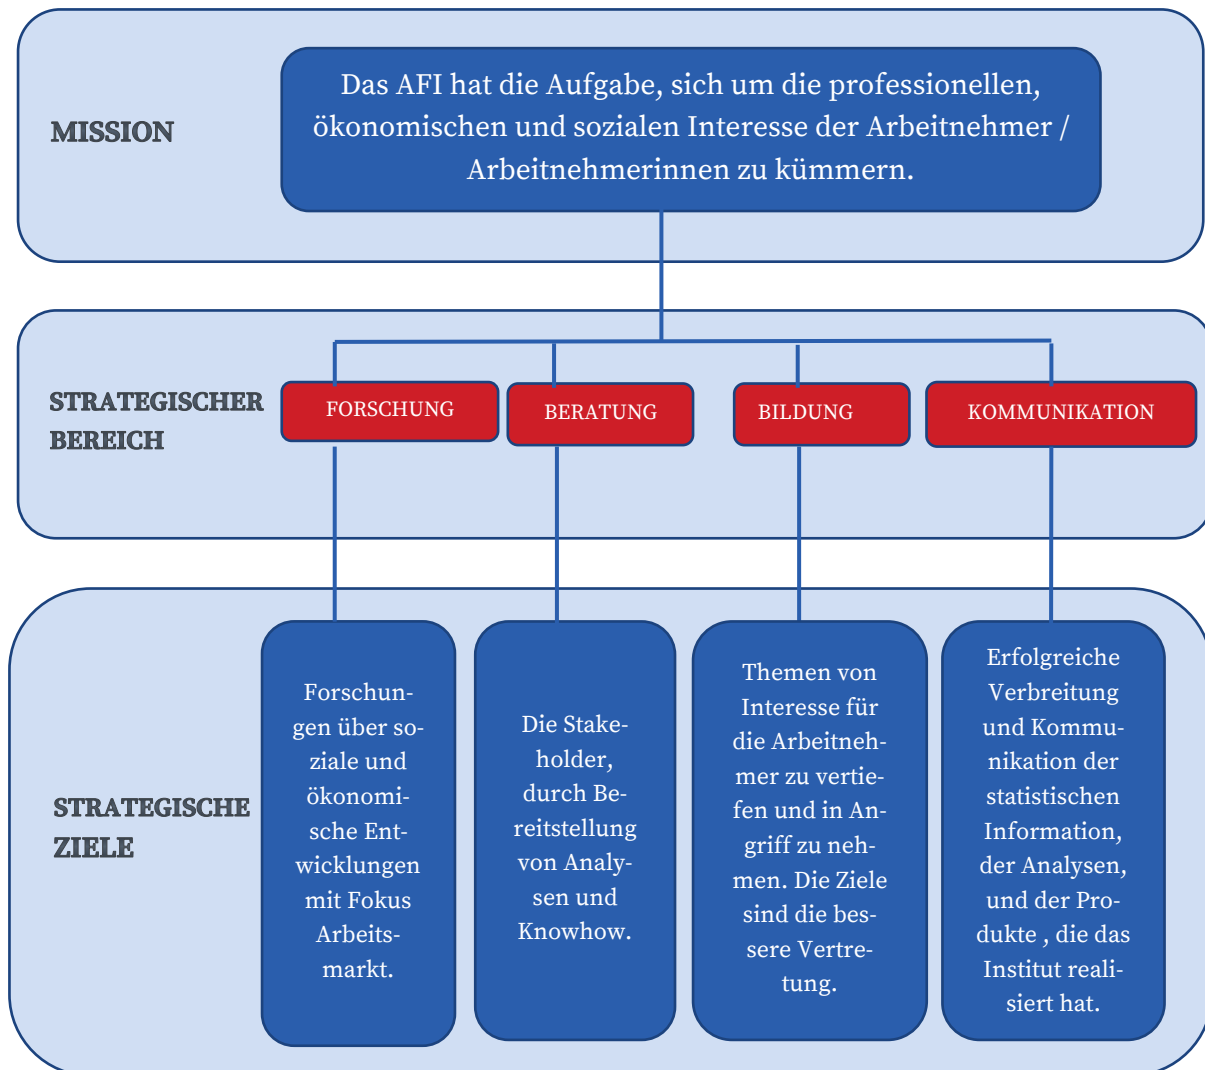 MISSION
Das AFI hat die Aufgabe, sich um die professionellen,
ökonomischen und sozialen Interesse der Arbeitnehmer /
Arbeitnehmerinnen zu kümmern.
STRATEGISCHER
BEREICH
FORSCHUNG
BERATUNG
BILDUNG
KOMMUNIKATION
STRATEGISCHE
ZIELE
Forschun-
gen über so-
ziale und
ökonomi-
sche Ent-
wicklungen
mit Fokus
Arbeits-
markt.
Die Stake-
holder,
durch Be-
reitstellung
von Analy-
sen und
Knowhow.
Themen von
Interesse für
die Arbeitneh-
mer zu vertie-
fen und in An-
griff zu neh-
men. Die Ziele
sind die bes-
sere Vertre-
tung.
Erfolgreiche
Verbreitung
und Kommu-
nikation der
statistischen
Information,
der Analysen,
und der Pro-
dukte , die das
Institut reali-
siert hat.